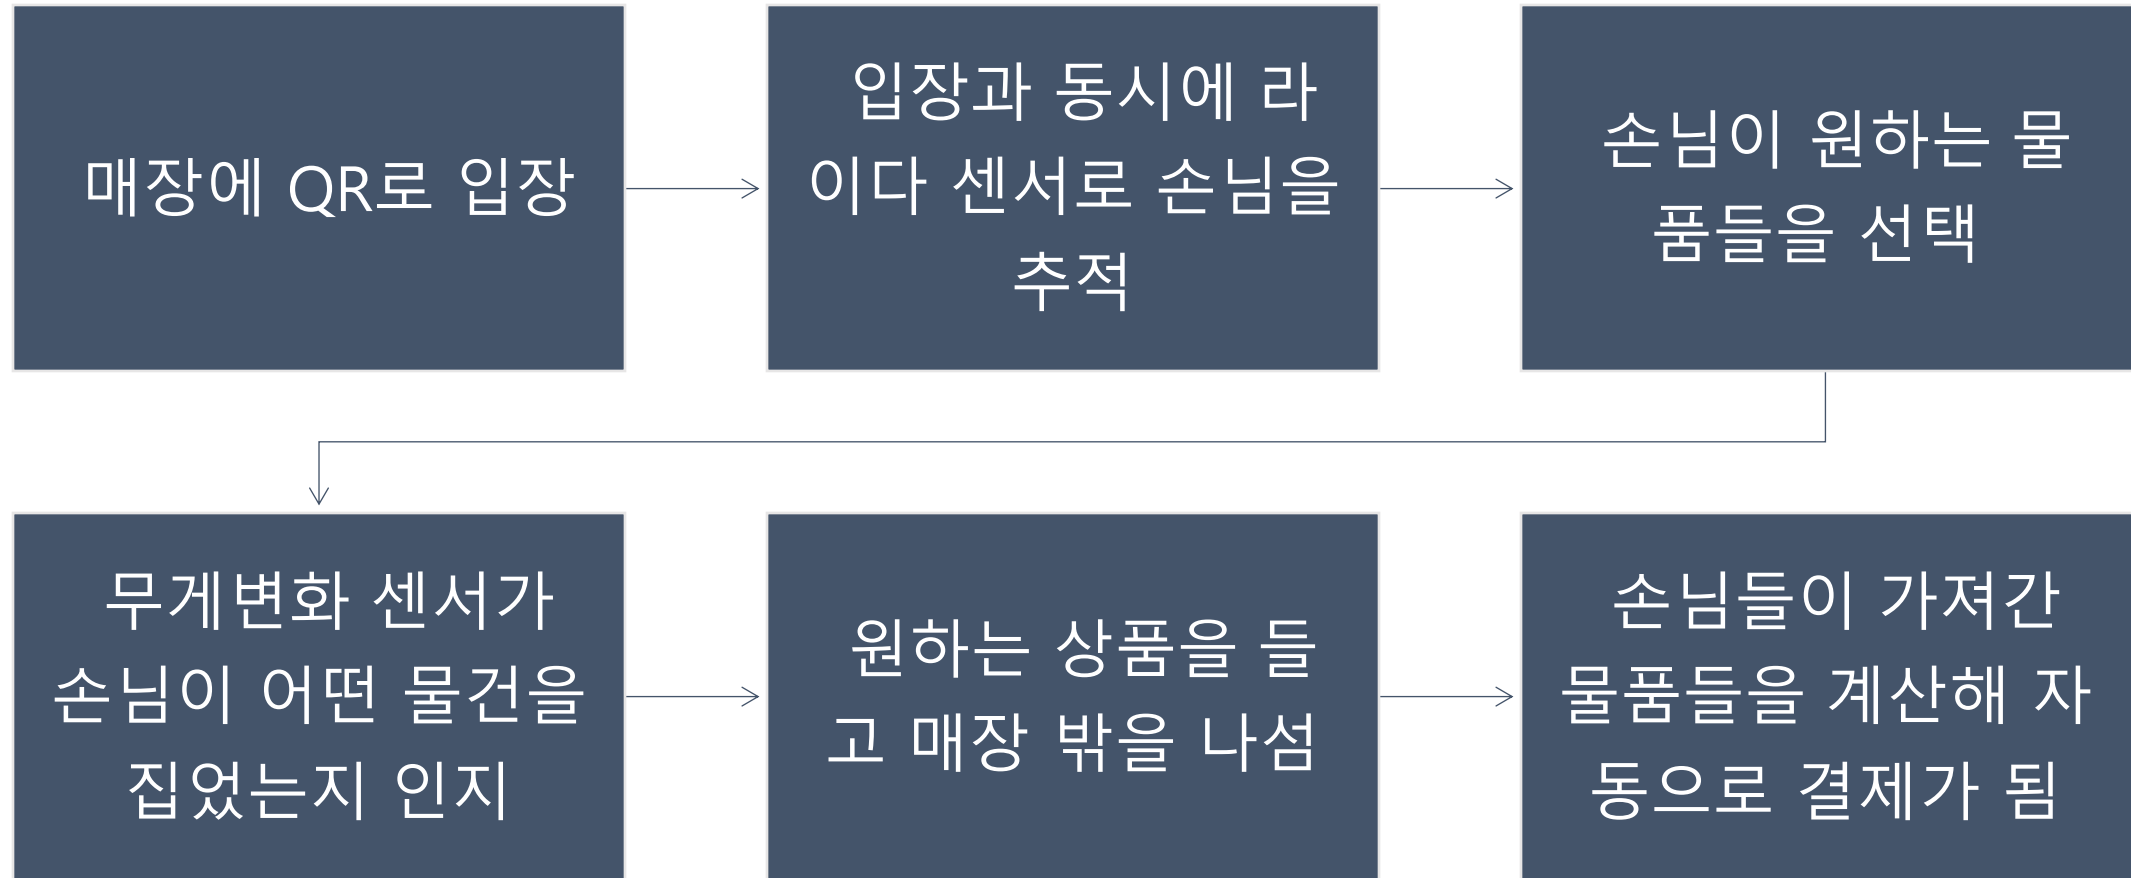 매장에 QR로 입장
입장과 동시에 라
이다 센서로 손님을
추적
손님이 원하는 물
품들을 선택
무게변화 센서가
손님이 어떤 물건을
집었는지 인지
원하는 상품을 들
고 매장 밖을 나섬
손님들이 가져간
물품들을 계산해 자
동으로 결제가 됨